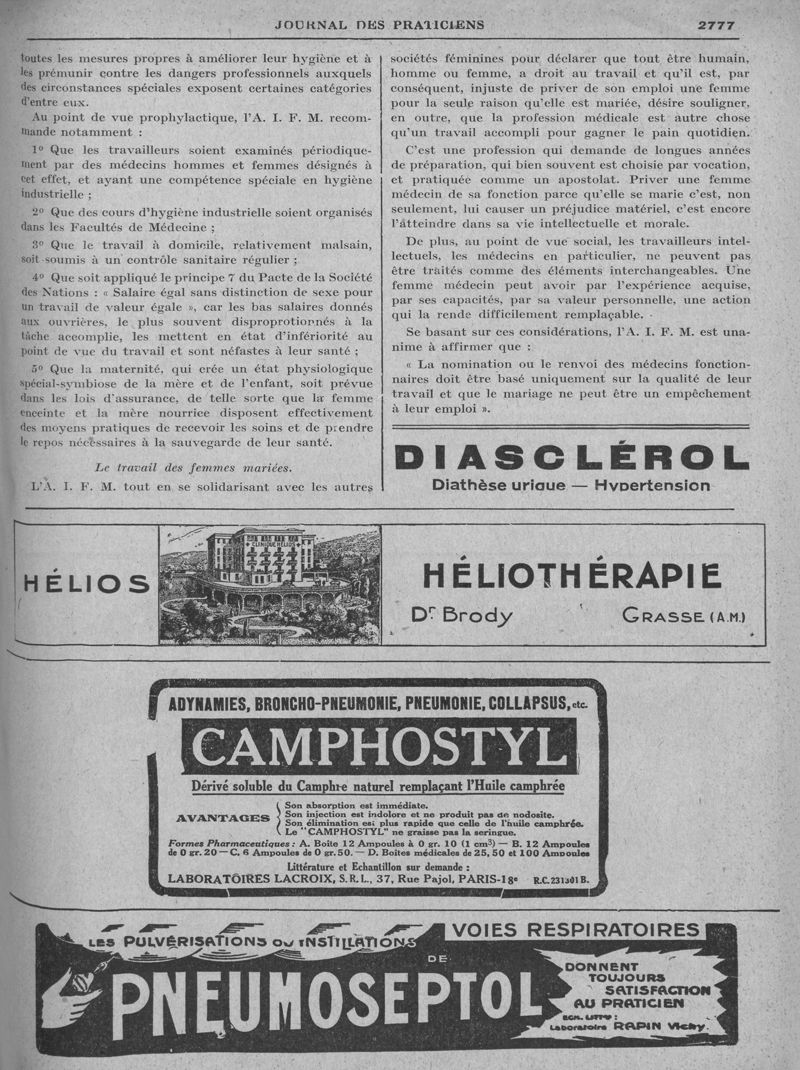 JOURNAL DES PRATICIENS 2777
toutes les mesures propres à améliorer leur hygiène et à
les prémunir contre les dangers professionnels auxquels
des circonstances spéciales exposent certaines catégories
d'entre eux.
Au point de vue prophylactique, l'A. I. F. M. recom-
mande notamment :
1º Que les travailleurs soient examinés périodique-
ment par des médecins hommes et femmes désignés à
cet effet, et ayant une compétence spéciale en hygiène
industrielle ;
2º Que des cours d'hygiène industrielle soient organisés
dans les Facultés de Médecine ;
3º Que le travail à domicile, relativement malsain,
soit soumis à un contrôle sanitaire régulier ;
4º Que soit appliqué le principe 7 du Pacte de la Société
des Nations : « Salaire égal sans distinction de sexe pour
un travail de valeur égale », car les bas salaires donnés
aux ouvrières, le plus souvent disproprotionnés à la
tâche accomplie, les mettent en état d'infériorité au
point de vue du travail et sont néfastes à leur santé ;
5º Que la maternité, qui crée un état physiologique
spécial-symbiose de la mère et de l'enfant, soit prévue
dans les lois d'assurance, de telle sorte que la femme
enceinte et la mère nourrice disposent effectivement
des moyens pratiques de recevoir les soins et de prendre
le repos nécessaires à la sauvegarde de leur santé.
Le travail des femmes mariées.
L'A. I. F. M. tout en se solidarisant avec les autres
sociétés féminines pour déclarer que tout être humain,
homme ou femme, a droit au travail et qu'il est, par
conséquent, injuste de priver de son emploi une femme
pour la seule raison qu'elle est mariée, désire souligner,
en outre, que la profession médicale est autre chose
qu'un travail accompli pour gagner le pain quotidien.
C'est une profession qui demande de longues années
de préparation, qui bien souvent est choisie par vocation,
et pratiquée comme un apostolat. Priver une femme
médecin de sa fonction parce qu'elle se marie c'est, non
seulement, lui causer un préjudice matériel, c'est encore
l'atteindre dans sa vie intellectuelle et morale.
De plus, au point de vue social, les travailleurs intel-
lectuels, les médecins en particulier, ne peuvent pas
être traités comme des éléments interchangeables. Une
femme médecin peut avoir par l'expérience acquise,
par ses capacités, par sa valeur personnelle, une action
qui la rende difficilement remplaçable.
Se basant sur ces considérations, l'A. I. F. M. est una-
nime à affirmer que :
« La nomination ou le renvoi des médecins fonction-
naires doit être basé uniquement sur la qualité de leur
travail et que le mariage ne peut être un empêchement
à leur emploi ».
DIASCLÉROL
Diathèse urique — Hypertension
HÉLIOS
CLINIQUE HÉLIOS
HÉLIOTHÉRAPIE
Dr Brody GRASSE (A.M.)
ADYNAMIES, BRONCHO-PNEUMONIE, PNEUMONIE, COLLAPSUS, etc.
CAMPHOSTYL
Dérivé soluble du Camphre naturel remplaçant l'Huile camphrée
AVANTAGES
Son absorption est immédiate.
Son injection est indolore et ne produit pas de nodosite.
Son élimination est plus rapide que celle de l'huile camphrée.
Le "CAMPHOSTYL" ne graisse pas la seringue.
Formes Pharmaceutiques : A. Boite 12 Ampoules à 0 gr. 10 (1 cm³) — B. 12 Ampoules
de 0 gr. 20 — C. 6 Ampoules de 0 gr. 50. — D. Boites médicales de 25, 50 et 100 Ampoules
Littérature et Echantillon sur demande :
LABORATOIRES LACROIX, S.R.L., 37, Rue Pajol, PARIS-18e R.C. 231301 B.
VOIES RESPIRATOIRES
LES PULVÉRISATIONS OU INSTILLATIONS
DE
PNEUMOSEPTOL
DONNENT
TOUJOURS
SATISFACTION
AU PRATICIEN
ECH. LITTre :
Laboratoire RAPIN Vichy.